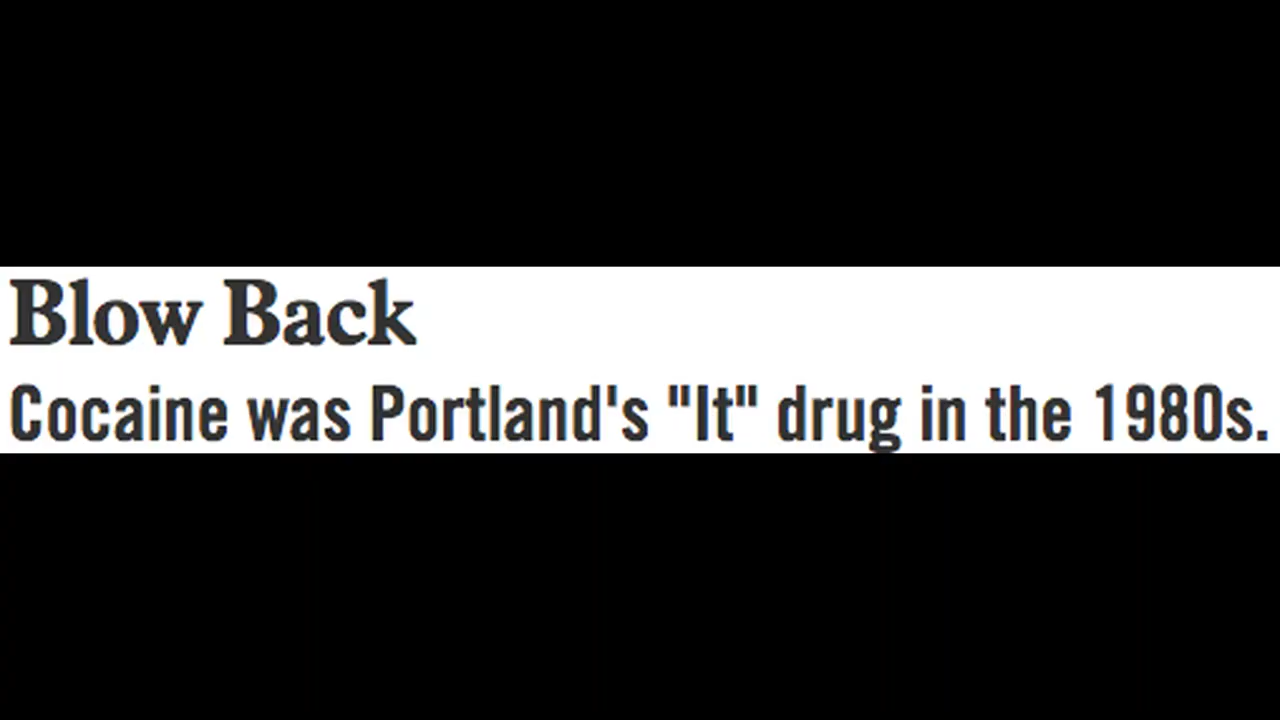 Blow Back
Cocaine was Portland's "It" drug in the 1980s.